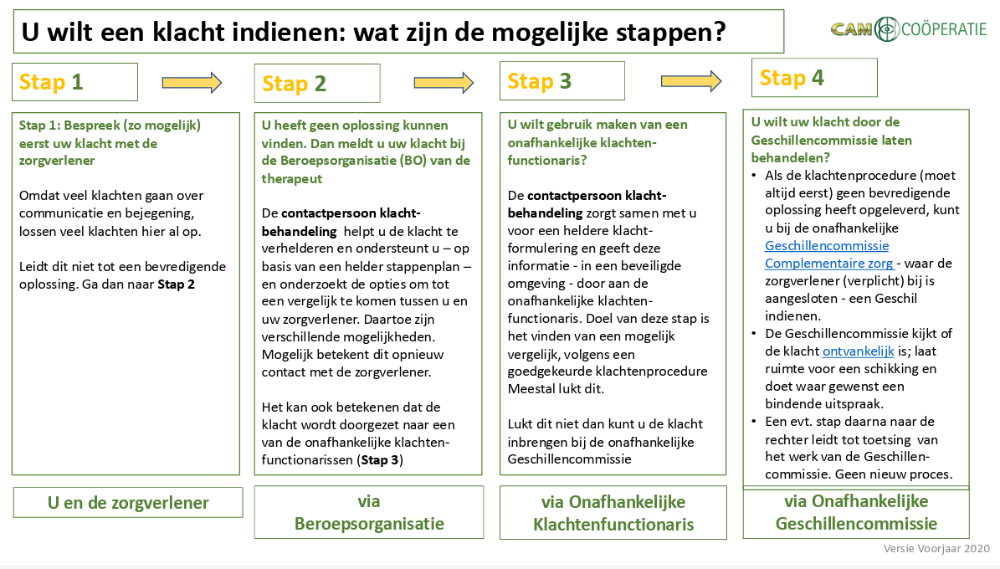 U wilt een klacht indienen: wat zijn de mogelijke stappen?
CAM COÖPERATIE
Stap 1
Stap 2
Stap 3
Stap 4
Stap 1: Bespreek (zo mogelijk)
eerst uw klacht met de
zorgverlener
Omdat veel klachten gaan over
communicatie en bejegening,
lossen veel klachten hier al op.
Leidt dit niet tot een bevredigende
oplossing. Ga dan naar Stap 2
U en de zorgverlener
U heeft geen oplossing kunnen
vinden. Dan meldt u uw klacht bij
de Beroepsorganisatie (BO) van de
therapeut
De contactpersoon klacht-
behandeling helpt u de klacht te
verhelderen en ondersteunt u – op
basis van een helder stappenplan –
en onderzoekt de opties om tot
een vergelijk te komen tussen u en
uw zorgverlener. Daartoe zijn
verschillende mogelijkheden.
Mogelijk betekent dit opnieuw
contact met de zorgverlener.
Het kan ook betekenen dat de
klacht wordt doorgezet naar een
van de onafhankelijke klachten-
functionarissen (Stap 3)
via
Beroepsorganisatie
U wilt gebruik maken van een
onafhankelijke klachten-
functionaris?
De contactpersoon klacht-
behandeling zorgt samen met u
voor een heldere klacht-
formulering en geeft deze
informatie - in een beveiligde
omgeving - door aan de
onafhankelijke klachten-
functionaris. Doel van deze stap is
het vinden van een mogelijk
vergelijk, volgens een
goedgekeurde klachtenprocedure
Meestal lukt dit.
Lukt dit niet dan kunt u de klacht
inbrengen bij de onafhankelijke
Geschillencommissie
via Onafhankelijke
Klachtenfunctionaris
U wilt uw klacht door de
Geschillencommissie laten
behandelen?
• Als de klachtenprocedure (moet
altijd eerst) geen bevredigende
oplossing heeft opgeleverd, kunt
u bij de onafhankelijke
Geschillencommissie
Complementaire zorg - waar de
zorgverlener (verplicht) bij is
aangesloten - een Geschil
indienen.
• De Geschillencommissie kijkt of
de klacht ontvankelijk is; laat
ruimte voor een schikking en
doet waar gewenst een
bindende uitspraak.
• Een evt. stap daarna naar de
rechter leidt tot toetsing van
het werk van de Geschillen-
commissie. Geen nieuw proces.
via Onafhankelijke
Geschillencommissie
Versie Voorjaar 2020